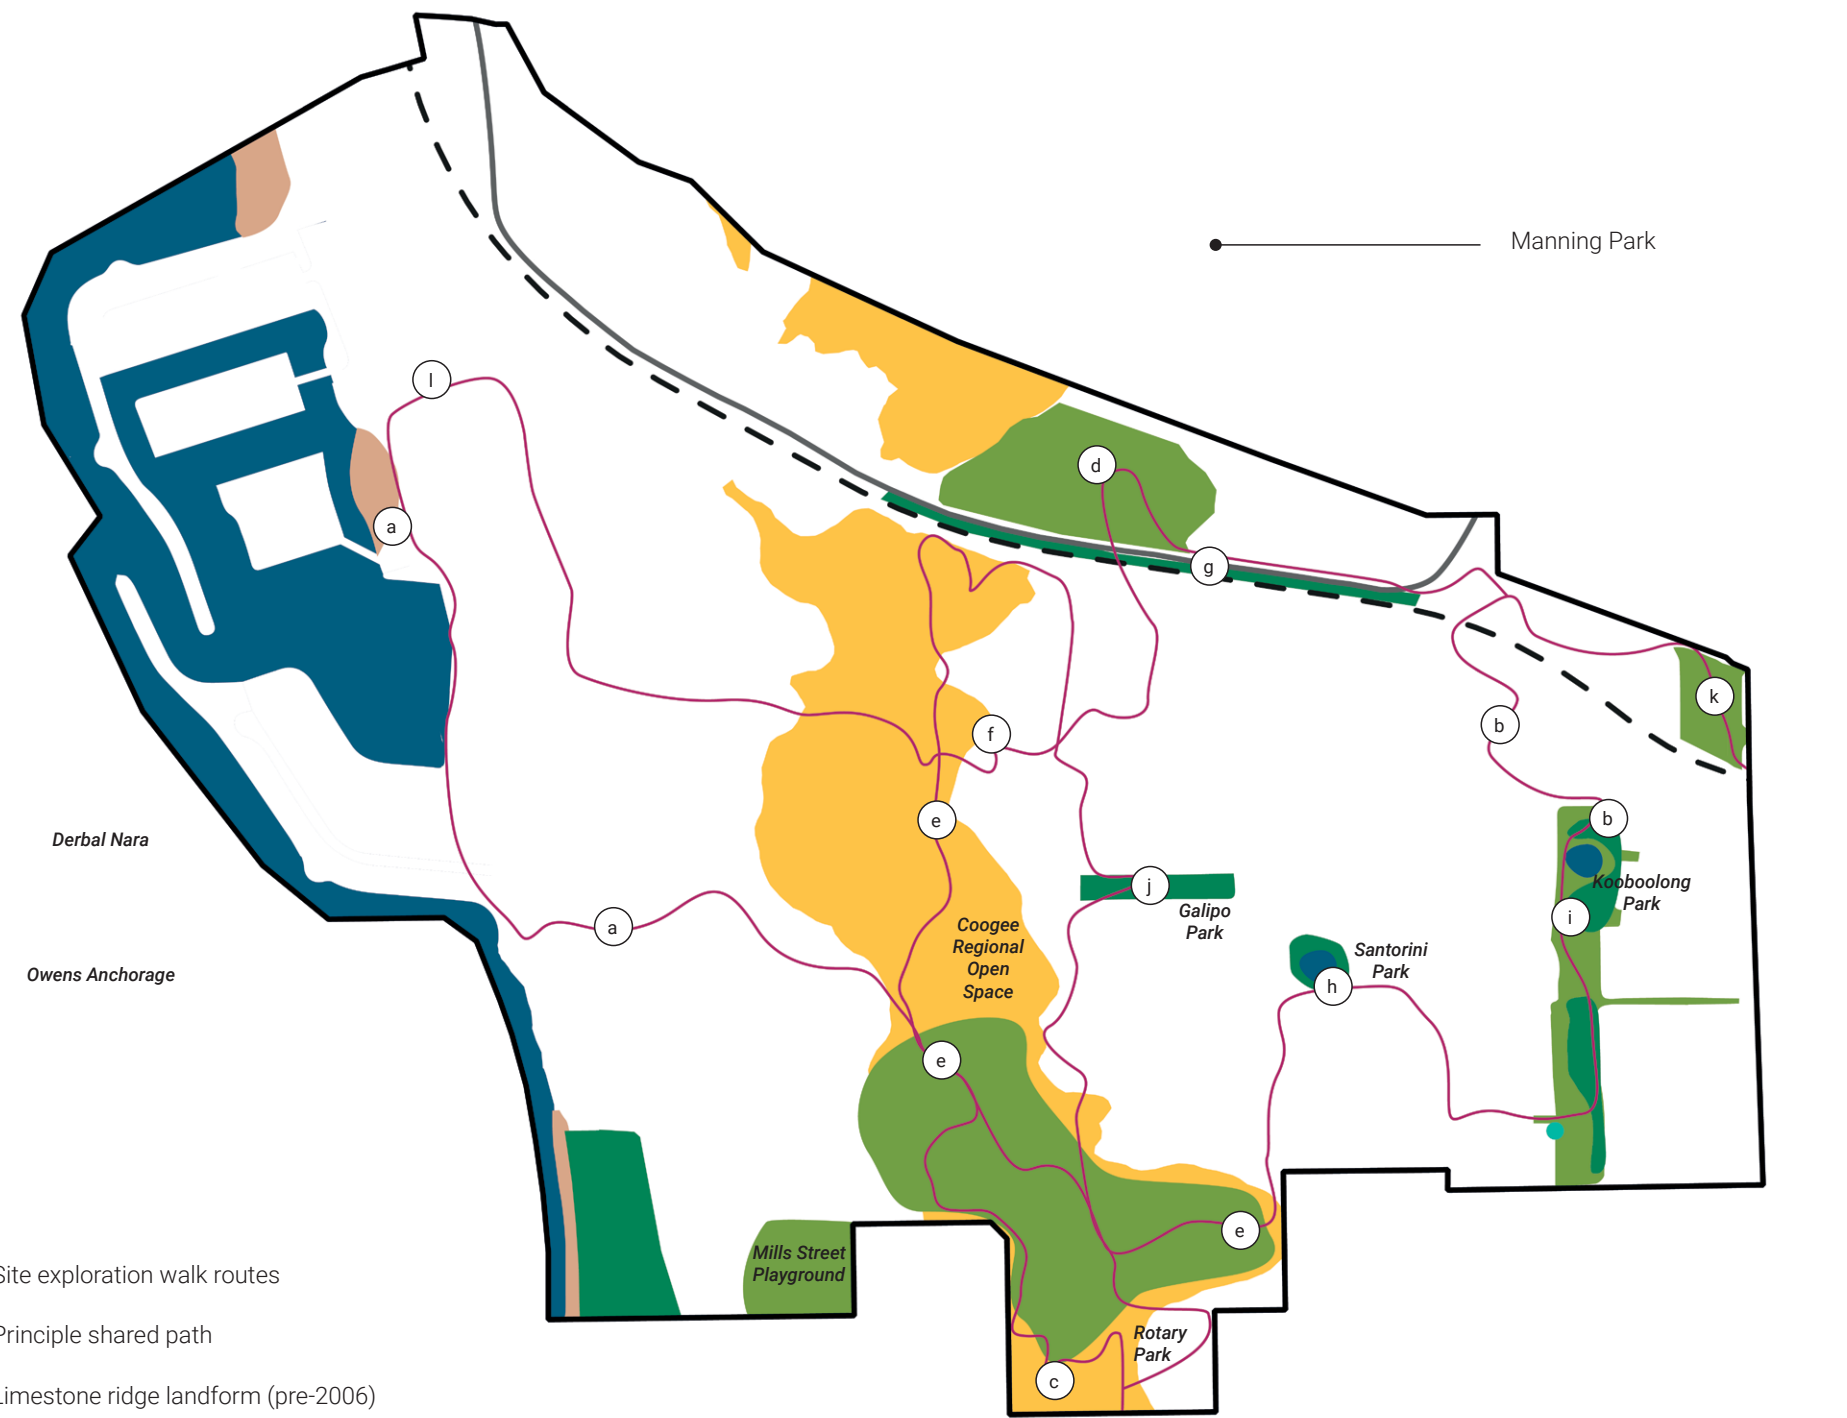 Manning Park
l
d
a
g
k
b
f
e
b
Derbal Nara
j
Kooboolong
Park
Galipo
Park
i
a
Coogee
Regional
Open
Space
Santorini
Park
Owens Anchorage
h
e
e
Mills Street
Playground
Site exploration walk routes
Principle shared path
Rotary
Park
c
Limestone ridge landform (pre-2006)